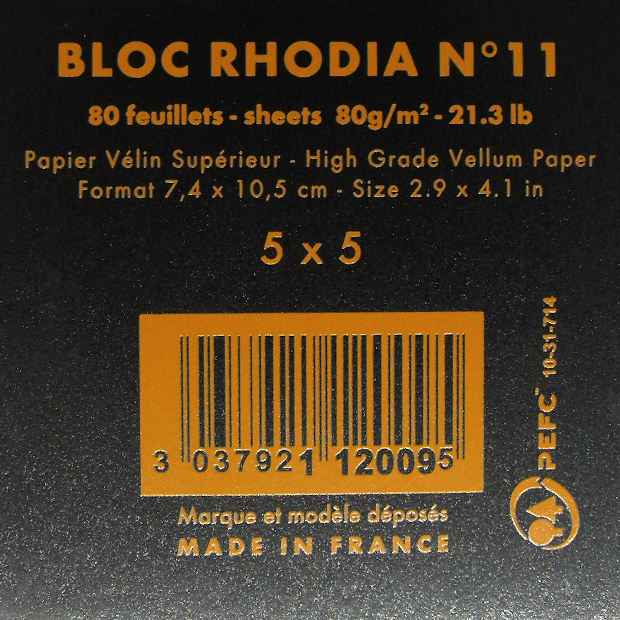 BLOC RHODIA N°11
80 feuillets - sheets 80g/m² - 21.3 lb
Papier Vélin Supérieur - High Grade Vellum Paper
Format 7,4 x 10,5 cm - Size 2.9 x 4.1 in
5 x 5
3 037921 120095
Marque et modèle déposés
MADE IN FRANCE
PEFC™ 10-31-714